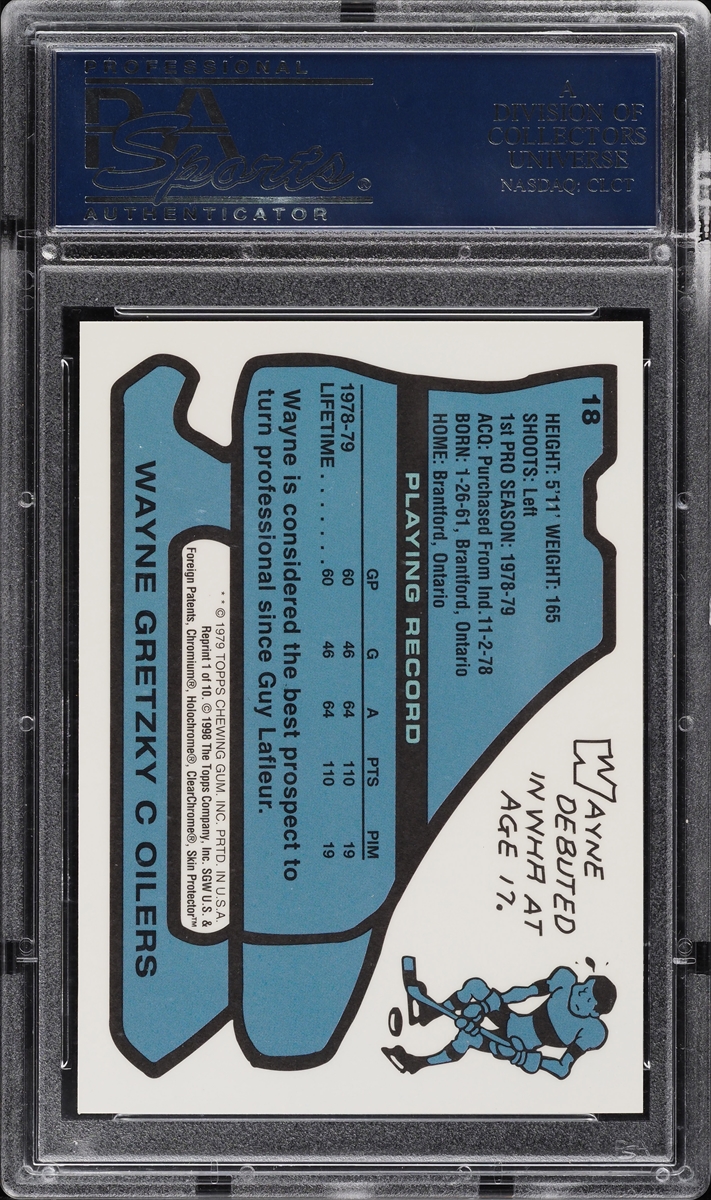 PROFESSIONAL
PSA
Sports®
AUTHENTICATOR
A
DIVISION OF
COLLECTORS
UNIVERSE
NASDAQ: CLCT
18
HEIGHT: 5'11' WEIGHT: 165
SHOOTS: Left
1st PRO SEASON: 1978-79
ACQ: Purchased From Ind.11-2-78
BORN: 1-26-61, Brantford, Ontario
HOME: Brantford, Ontario
WAYNE
DEBUTED
IN WHA AT
AGE 17.
PLAYING RECORD
GP G A PTS PIM
1978-79 60 46 64 110 19
LIFETIME ....... 60 46 64 110 19
Wayne is considered the best prospect to
turn professional since Guy Lafleur.
** © 1979 TOPPS CHEWING GUM. INC. PRTD. IN U.S.A.
Reprint 1 of 10. © 1998 The Topps Company, Inc. SGW U.S. &
Foreign Patents, Chromium®, Holochrome®, ClearChrome®, Skin Protector™
WAYNE GRETZKY C OILERS
PSA